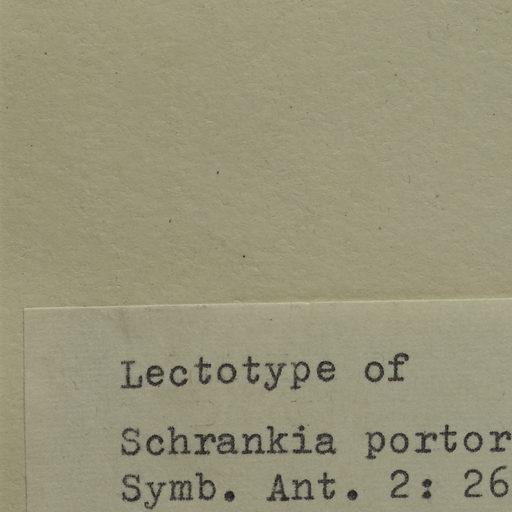 Lectotype of
Schrankia portor
Symb. Ant. 2: 26